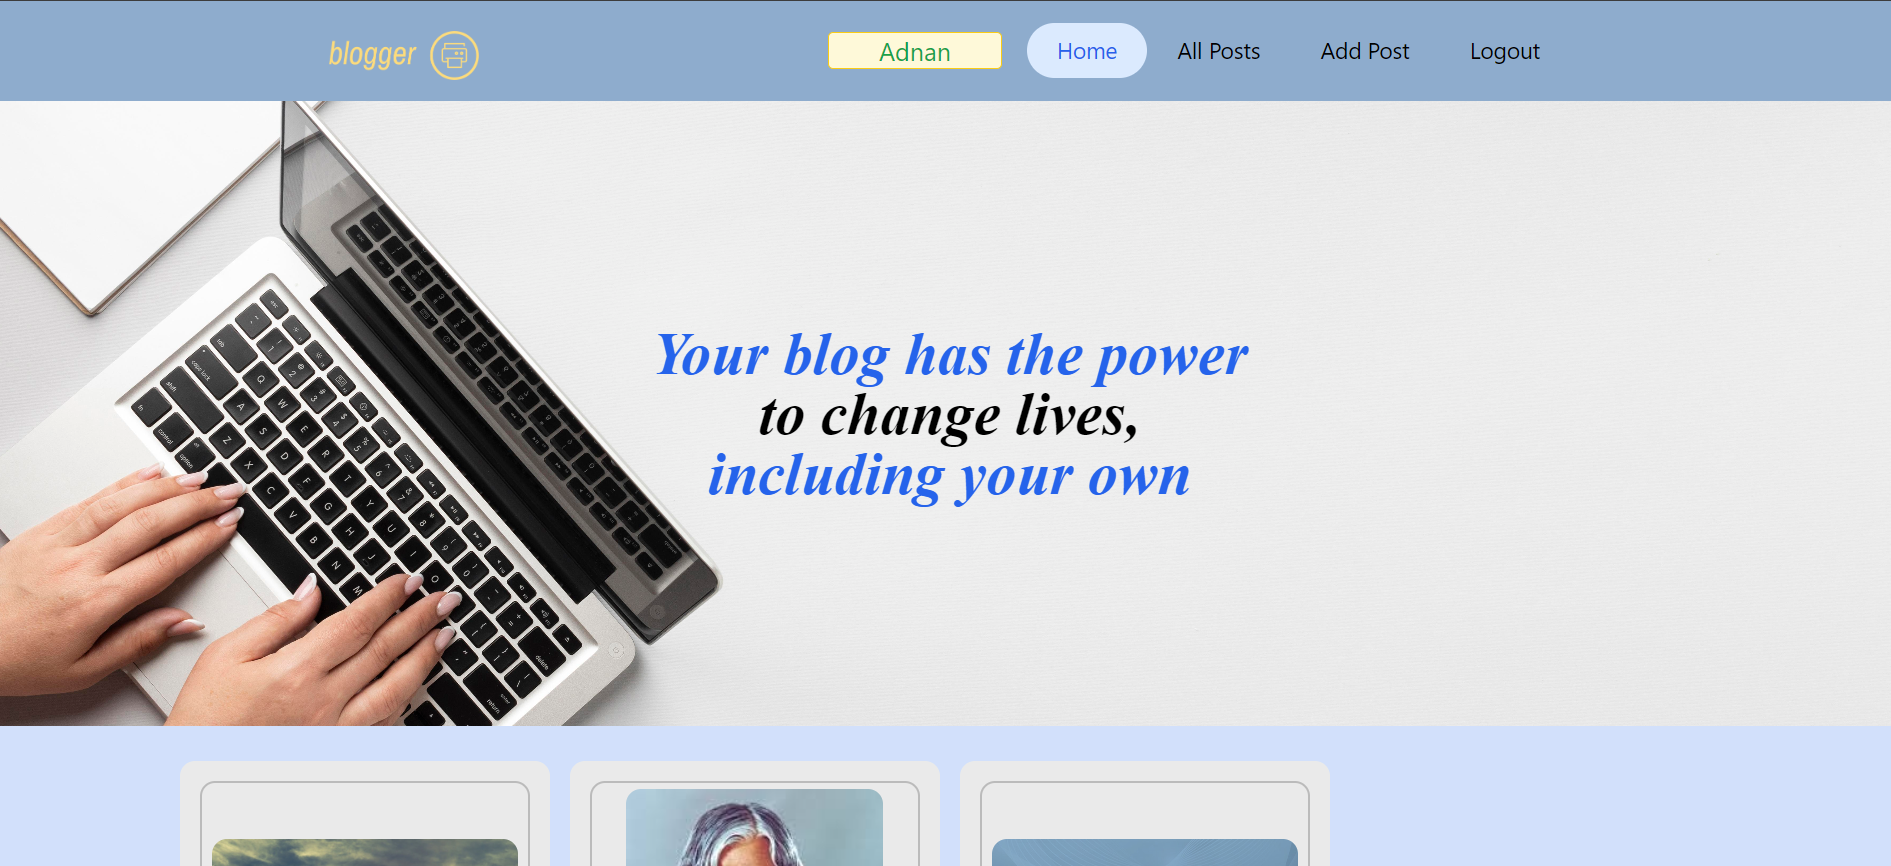 blogger
Adnan
Home
All Posts
Add Post
Logout
Your blog has the power
to change lives,
including your own